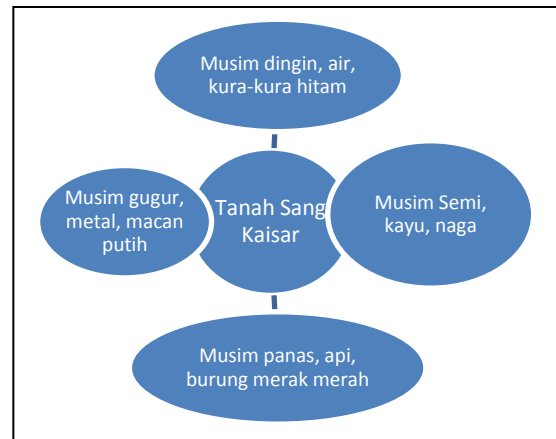 Musim dingin, air,
kura-kura hitam
Musim gugur,
metal, macan
putih
Tanah Sang
Kaisar
Musim Semi,
kayu, naga
Musim panas, api,
burung merak merah